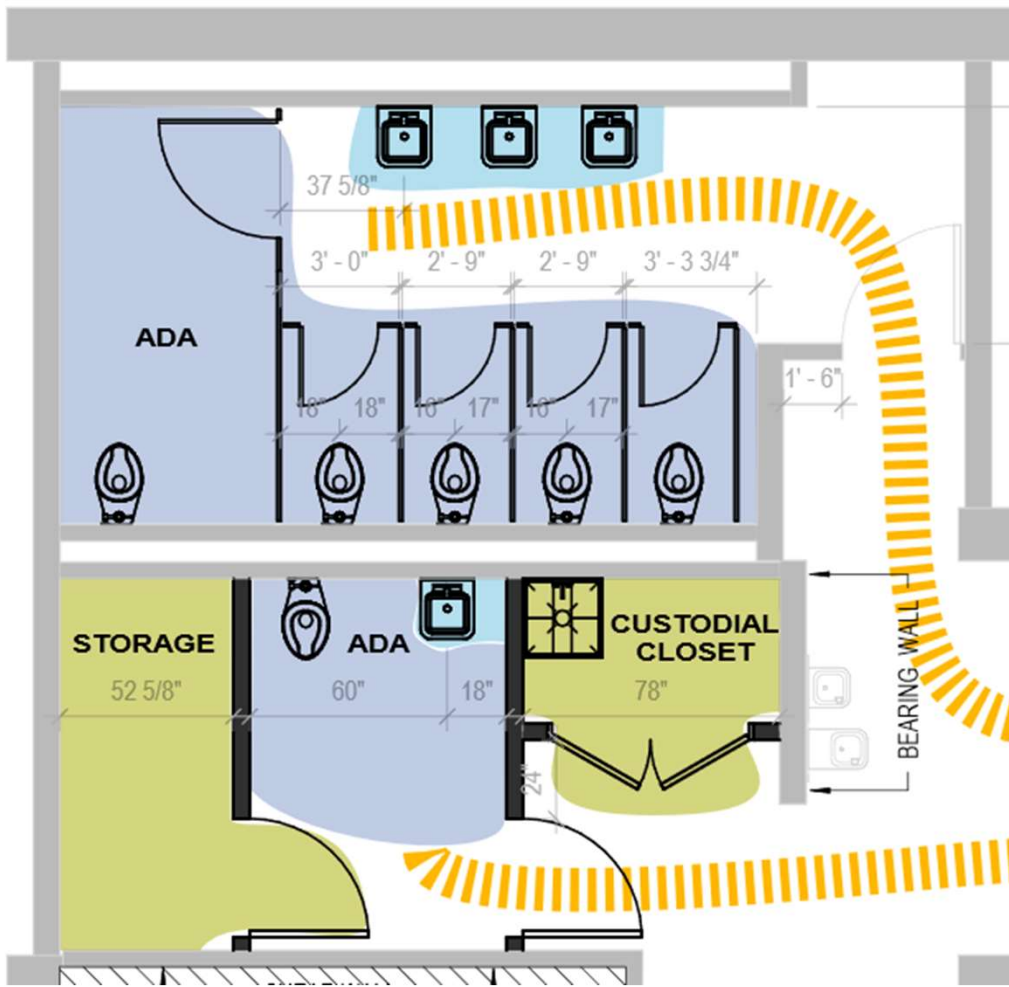 37 5/8"
3' - 0" 2' - 9" 2' - 9" 3' - 3 3/4"
ADA
1' - 6"
18" 18" 16" 17" 16" 17"
STORAGE
ADA
CUSTODIAL
CLOSET
52 5/8" 60" 18" 78"
BEARING WALL
24"